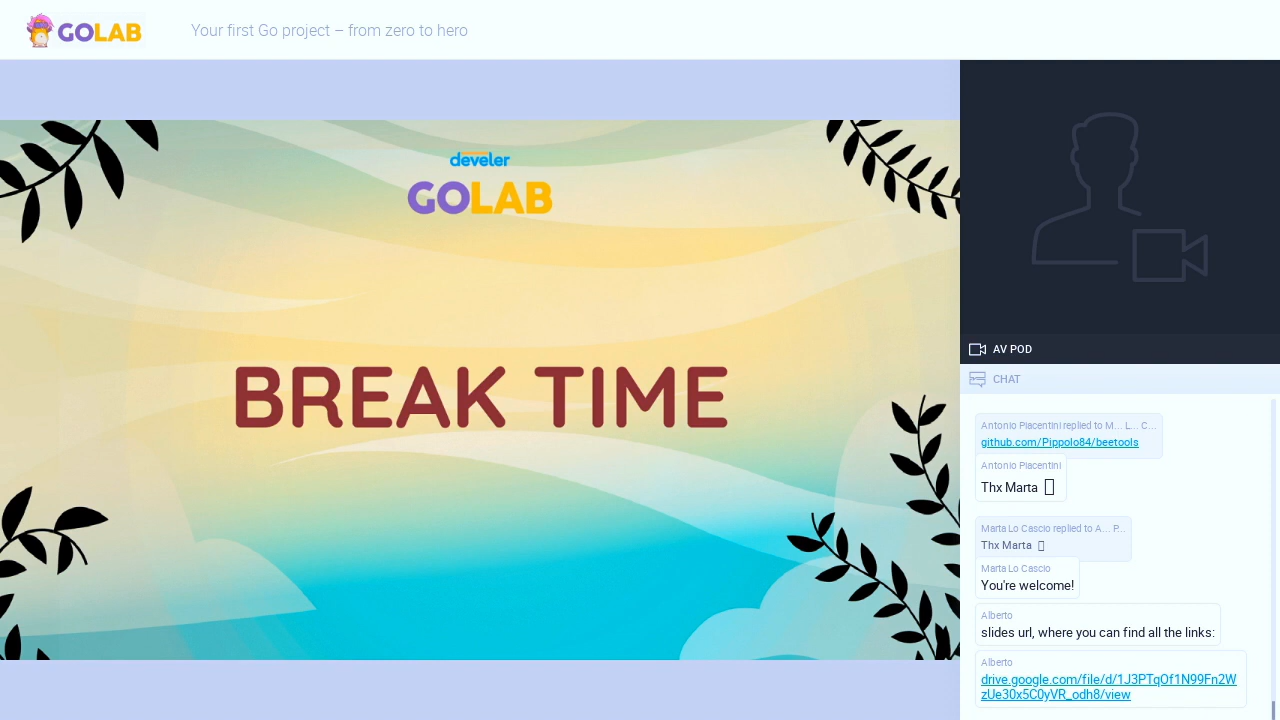 GOLAB
Your first Go project – from zero to hero
develer
GOLAB
BREAK TIME
AV POD
CHAT
Antonio Piacentini replied to M... L... C...
github.com/Pippolo84/beetools
Antonio Piacentini
Thx Marta
Marta Lo Cascio replied to A... P...
Thx Marta
Marta Lo Cascio
You're welcome!
Alberto
slides url, where you can find all the links:
Alberto
drive.google.com/file/d/1J3PTqOf1N99Fn2W
zUe30x5C0yVR_odh8/view